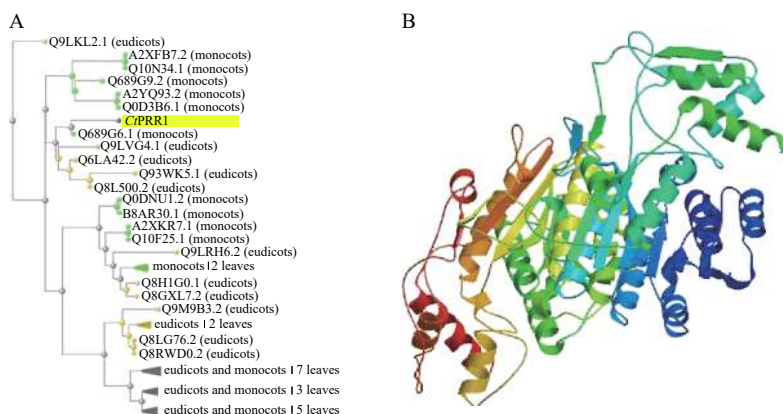 A
B
Q9LKL2.1 (eudicots)
A2XFB7.2 (monocots)
Q10N34.1 (monocots)
Q689G9.2 (monocots)
A2YQ93.2 (monocots)
Q0D3B6.1 (monocots)
CtPRR1
Q689G6.1 (monocots)
Q9LVG4.1 (eudicots)
Q6LA42.2 (eudicots)
Q93WK5.1 (eudicots)
Q8L500.2 (eudicots)
Q0DNU1.2 (monocots)
B8AR30.1 (monocots)
A2XKR7.1 (monocots)
Q10F25.1 (monocots)
Q9LRH6.2 (eudicots)
monocots | 2 leaves
Q8H1G0.1 (eudicots)
Q8GXL7.2 (eudicots)
Q9M9B3.2 (eudicots)
eudicots | 2 leaves
Q8LG76.2 (eudicots)
Q8RWD0.2 (eudicots)
eudicots and monocots | 7 leaves
eudicots and monocots | 3 leaves
eudicots and monocots | 5 leaves